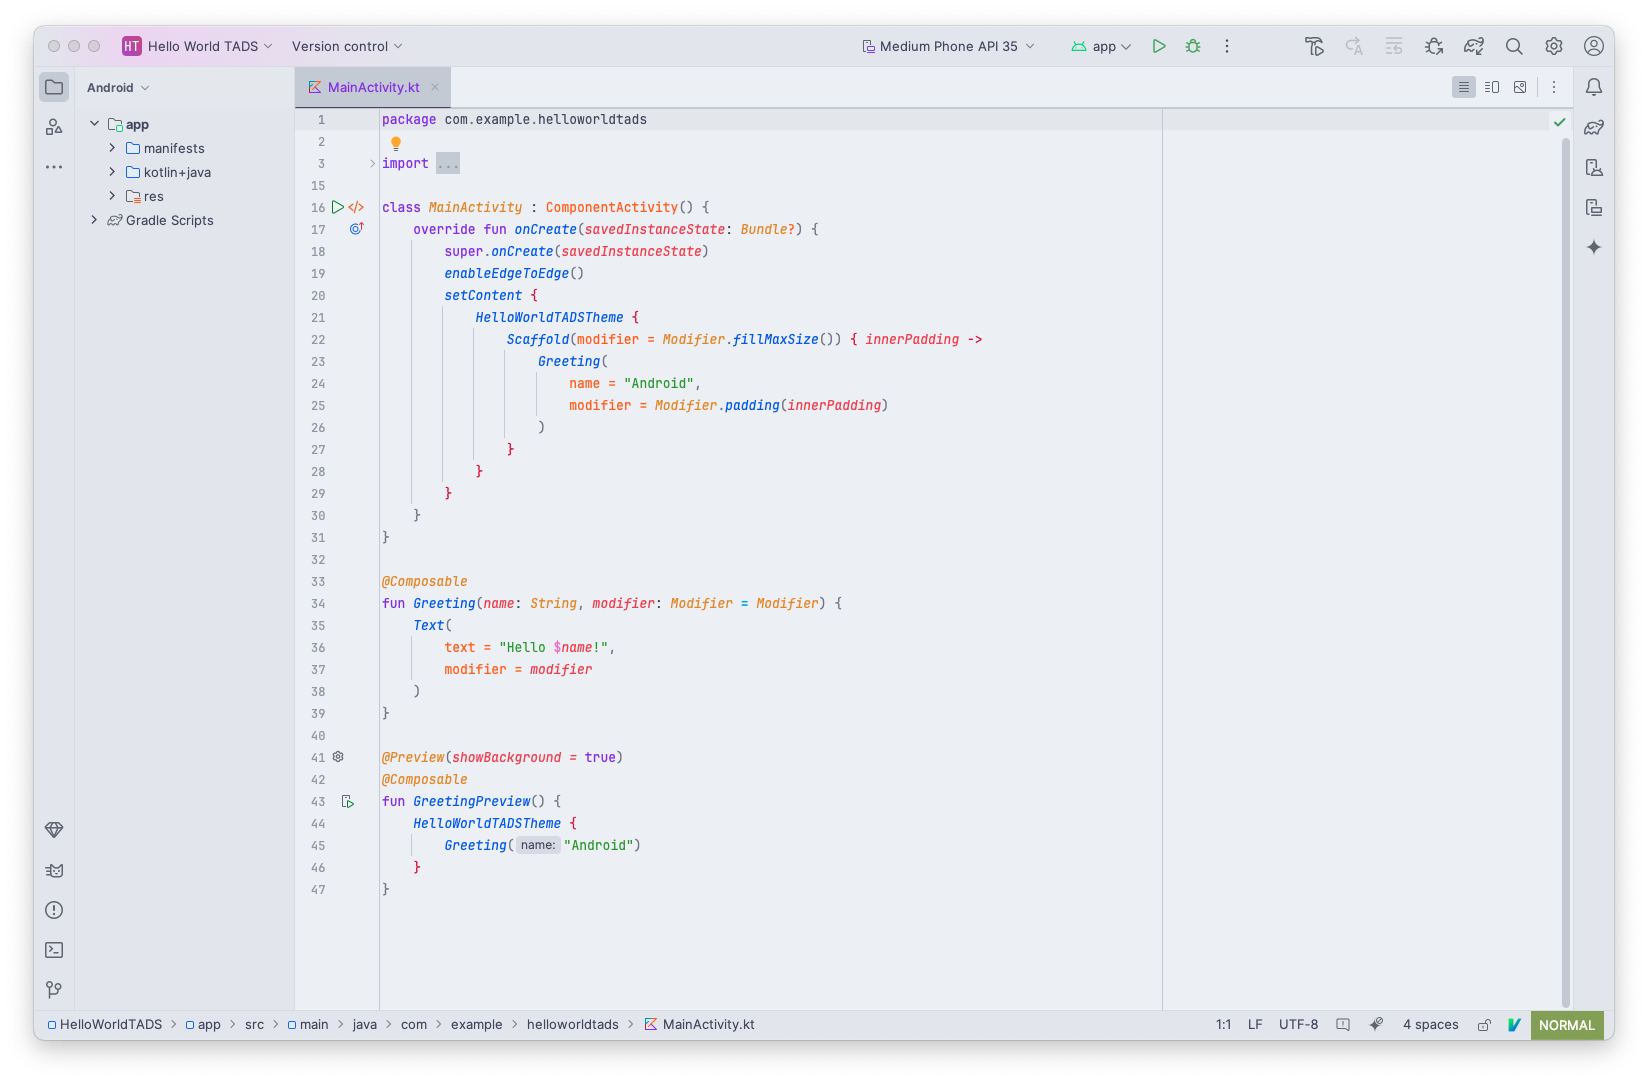 HT Hello World TADS Version control Medium Phone API 35 app
Android MainActivity.kt
app
manifests
kotlin+java
res
Gradle Scripts
1 package com.example.helloworldtads
2
3 import ...
15
16 class MainActivity : ComponentActivity() {
17 override fun onCreate(savedInstanceState: Bundle?) {
18 super.onCreate(savedInstanceState)
19 enableEdgeToEdge()
20 setContent {
21 HelloWorldTADSTheme {
22 Scaffold(modifier = Modifier.fillMaxSize()) { innerPadding ->
23 Greeting(
24 name = "Android",
25 modifier = Modifier.padding(innerPadding)
26 )
27 }
28 }
29 }
30 }
31 }
32
33 @Composable
34 fun Greeting(name: String, modifier: Modifier = Modifier) {
35 Text(
36 text = "Hello $name!",
37 modifier = modifier
38 )
39 }
40
41 @Preview(showBackground = true)
42 @Composable
43 fun GreetingPreview() {
44 HelloWorldTADSTheme {
45 Greeting( name: "Android")
46 }
47 }
HelloWorldTADS > app > src > main > java > com > example > helloworldtads > MainActivity.kt 1:1 LF UTF-8 4 spaces NORMAL